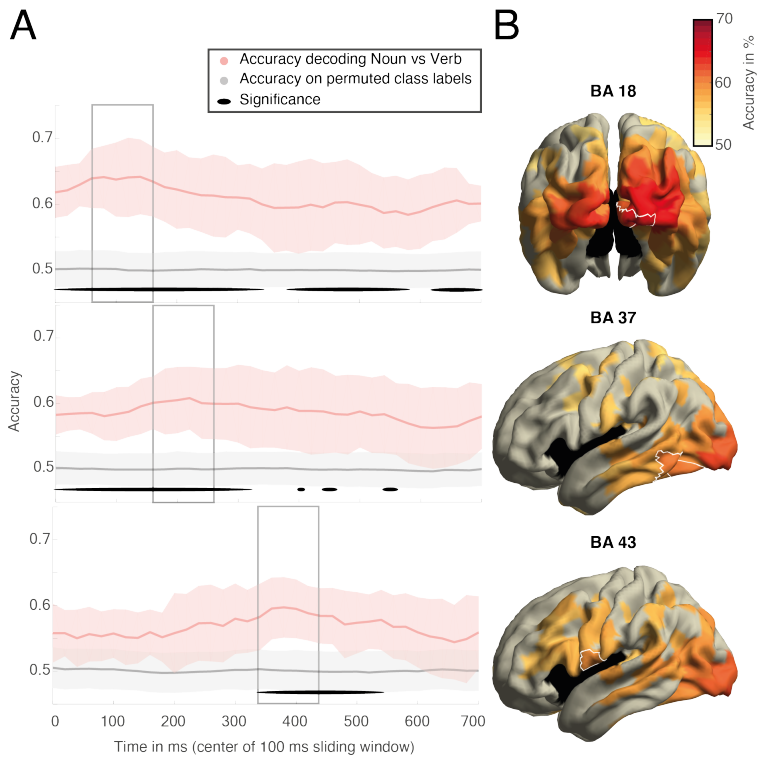 A
Accuracy decoding Noun vs Verb
Accuracy on permuted class labels
Significance
0.7
0.6
0.5
0.7
0.6
0.5
0.7
0.6
0.5
Accuracy
0 100 200 300 400 500 600 700
Time in ms (center of 100 ms sliding window)
B
70
60
50
Accuracy in %
BA 18
BA 37
BA 43